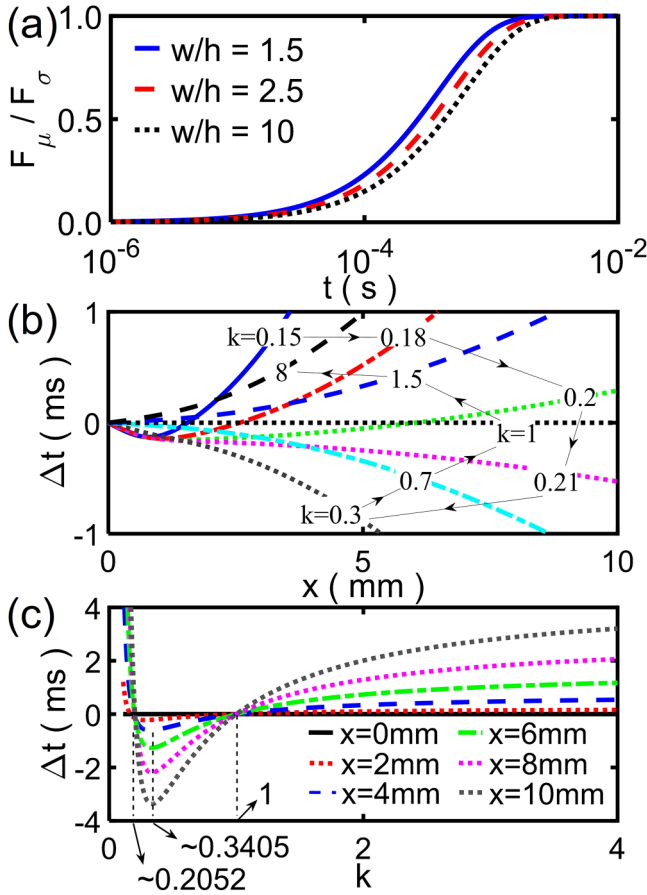 (a)
F_μ / F_σ
1.0
0.5
0.0
w/h = 1.5
w/h = 2.5
w/h = 10
10^-6
10^-4
10^-2
t ( s )
(b)
Δt ( ms )
1
0
-1
k=0.15
0.18
8
1.5
0.2
k=1
0.7
0.21
k=0.3
0
5
10
x ( mm )
(c)
Δt ( ms )
4
2
0
-2
-4
x=0mm
x=6mm
x=2mm
x=8mm
x=4mm
x=10mm
1
0
2
4
~0.3405
k
~0.2052